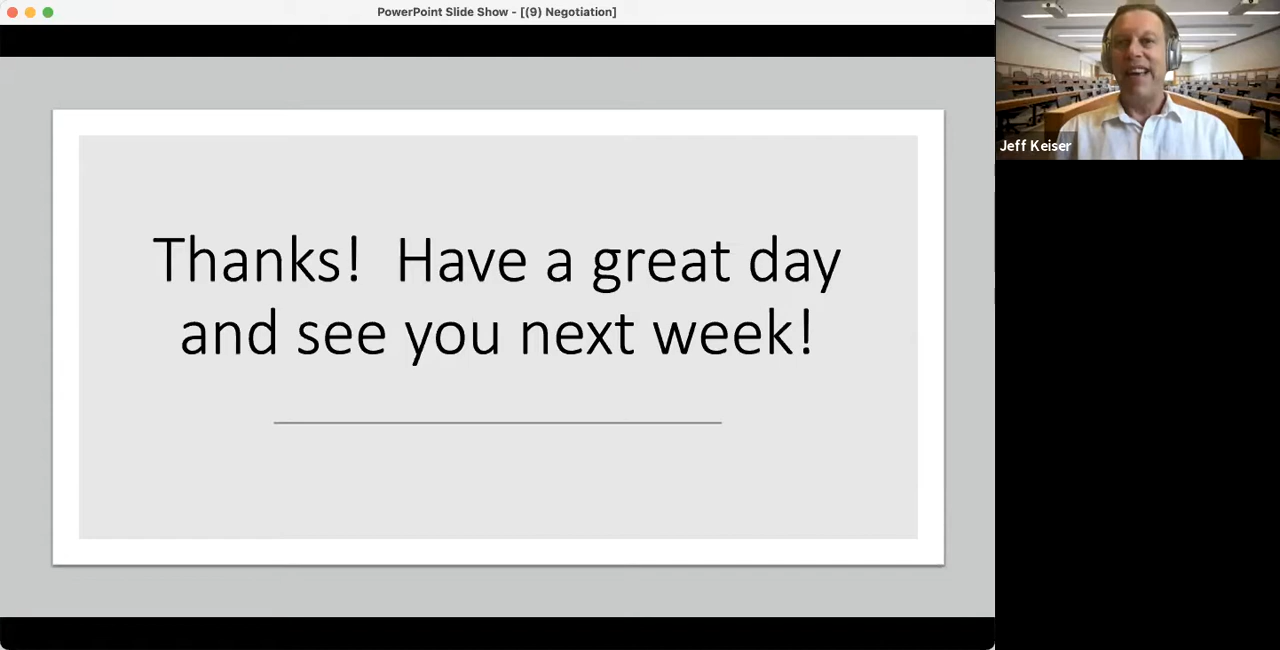 PowerPoint Slide Show - [(9) Negotiation]
Jeff Keiser
Thanks!  Have a great day
and see you next week!